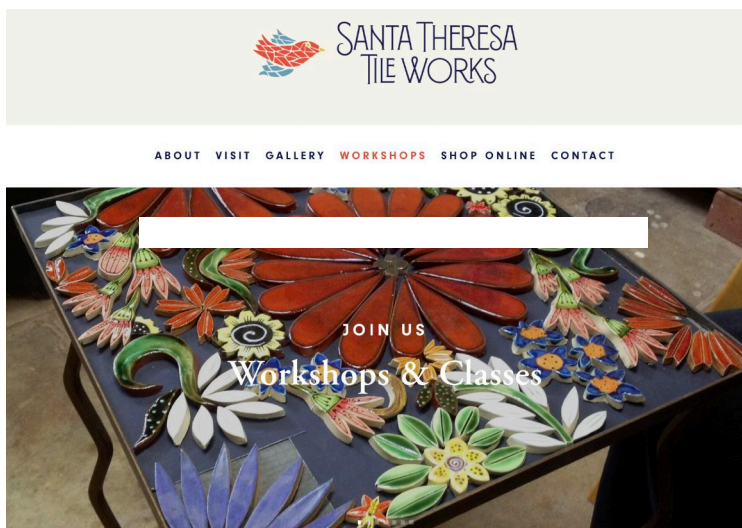 SANTA THERESA
TILE WORKS
ABOUT VISIT GALLERY WORKSHOPS SHOP ONLINE CONTACT
JOIN US
Workshops & Classes